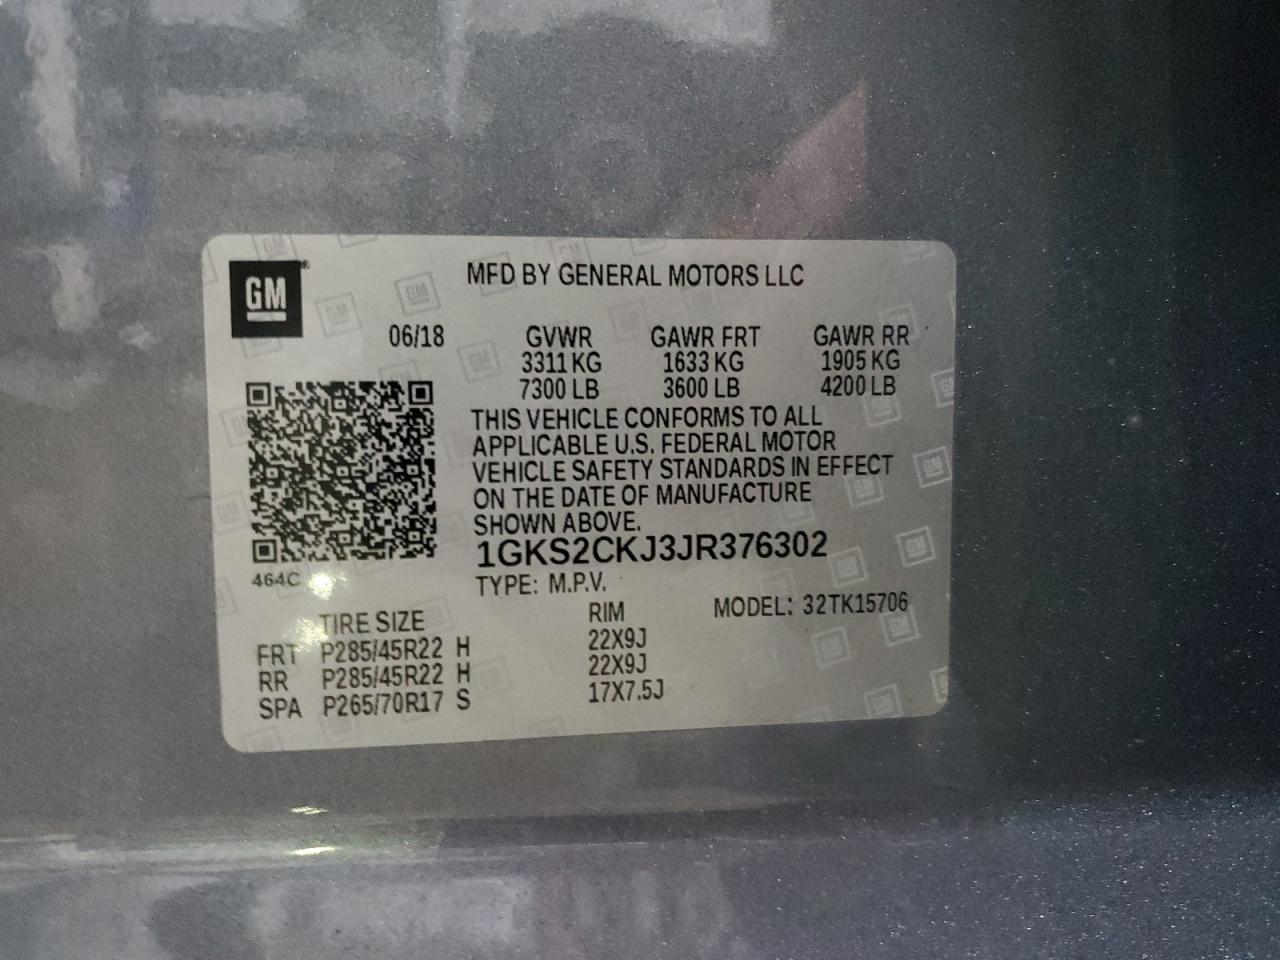 GM
MFD BY GENERAL MOTORS LLC
06/18 GVWR GAWR FRT GAWR RR
3311 KG 1633 KG 1905 KG
7300 LB 3600 LB 4200 LB
THIS VEHICLE CONFORMS TO ALL
APPLICABLE U.S. FEDERAL MOTOR
VEHICLE SAFETY STANDARDS IN EFFECT
ON THE DATE OF MANUFACTURE
SHOWN ABOVE.
1GKS2CKJ3JR376302
464C
TYPE: M.P.V.
TIRE SIZE RIM MODEL: 32TK15706
FRT P285/45R22 H 22X9J
RR P285/45R22 H 22X9J
SPA P265/70R17 S 17X7.5J